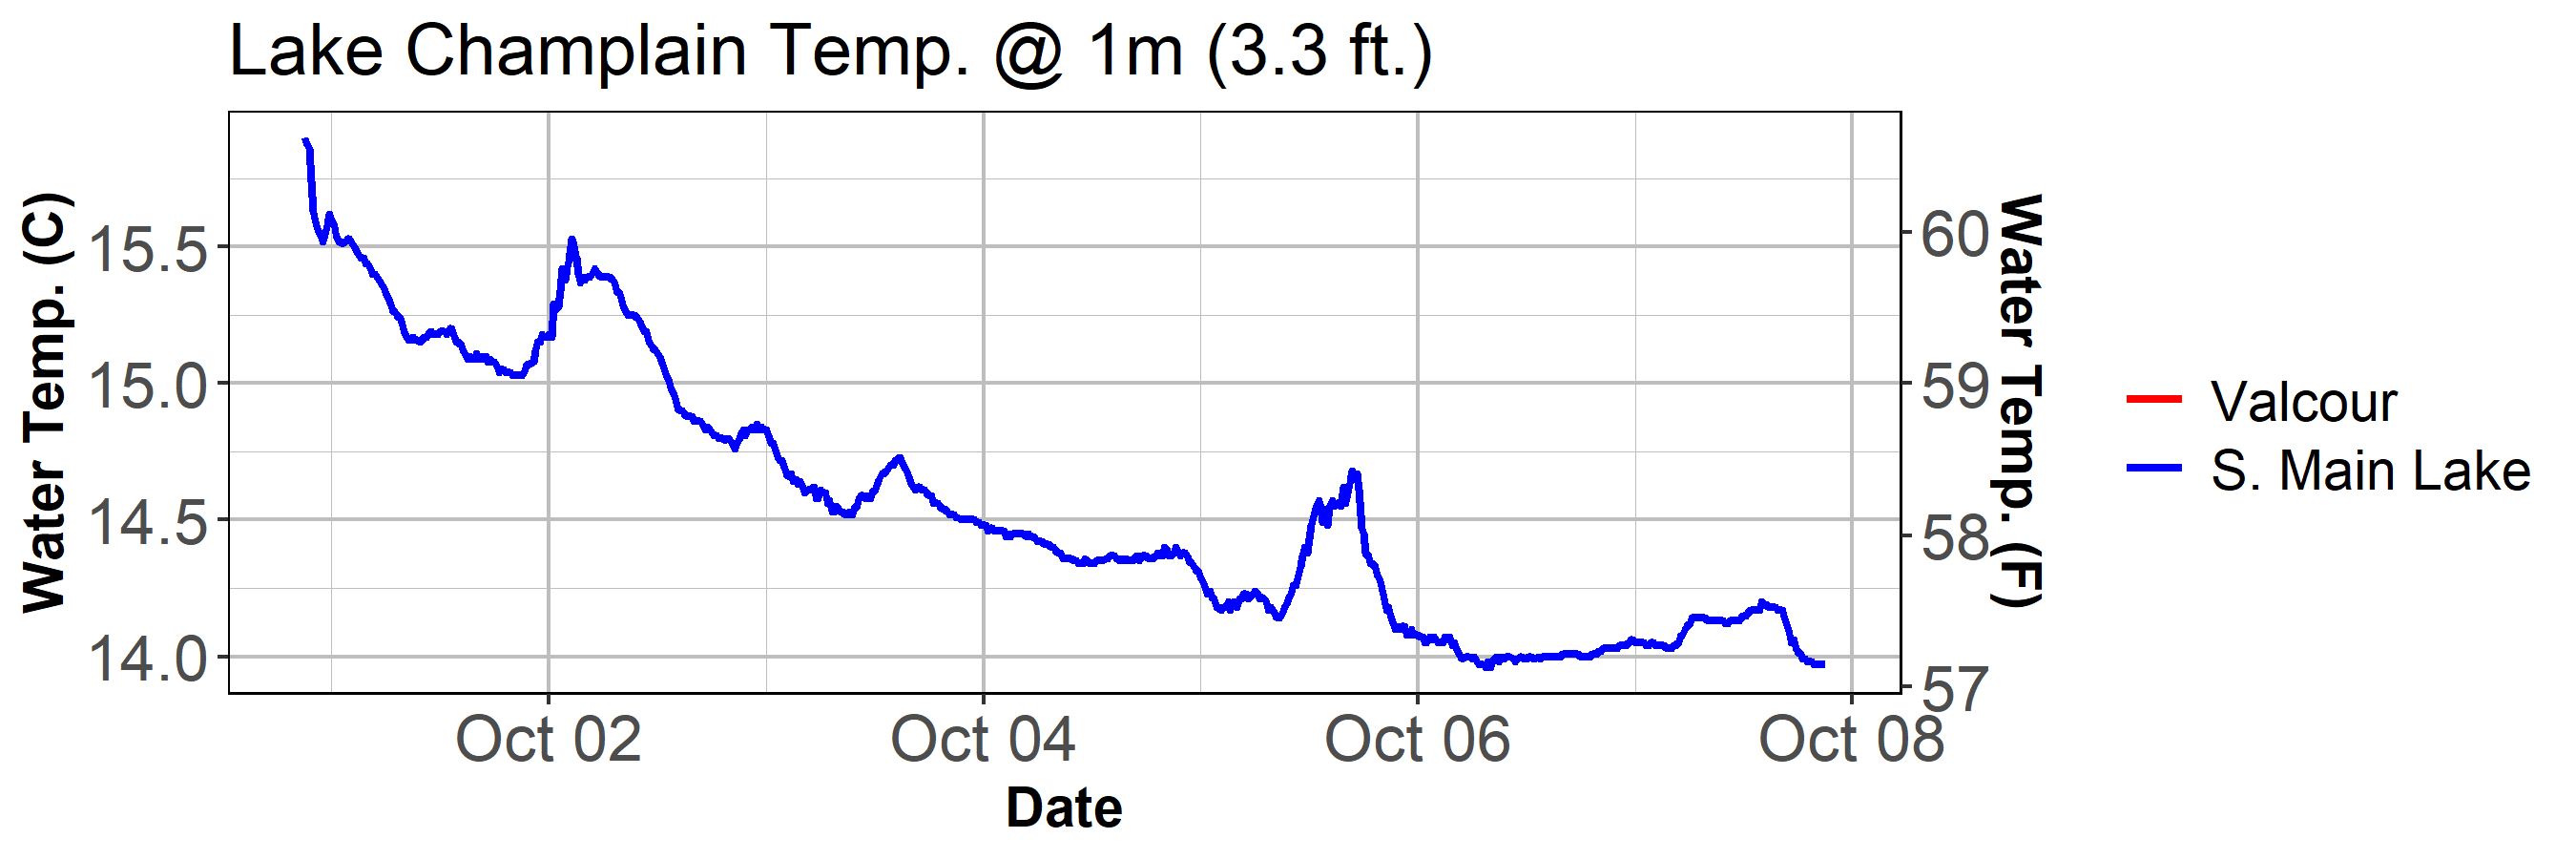 Lake Champlain Temp. @ 1m (3.3 ft.)
Water Temp. (C)
15.5
15.0
14.5
14.0
60
59
58
57
Water Temp. (F)
Oct 02 Oct 04 Oct 06 Oct 08
Date
Valcour
S. Main Lake